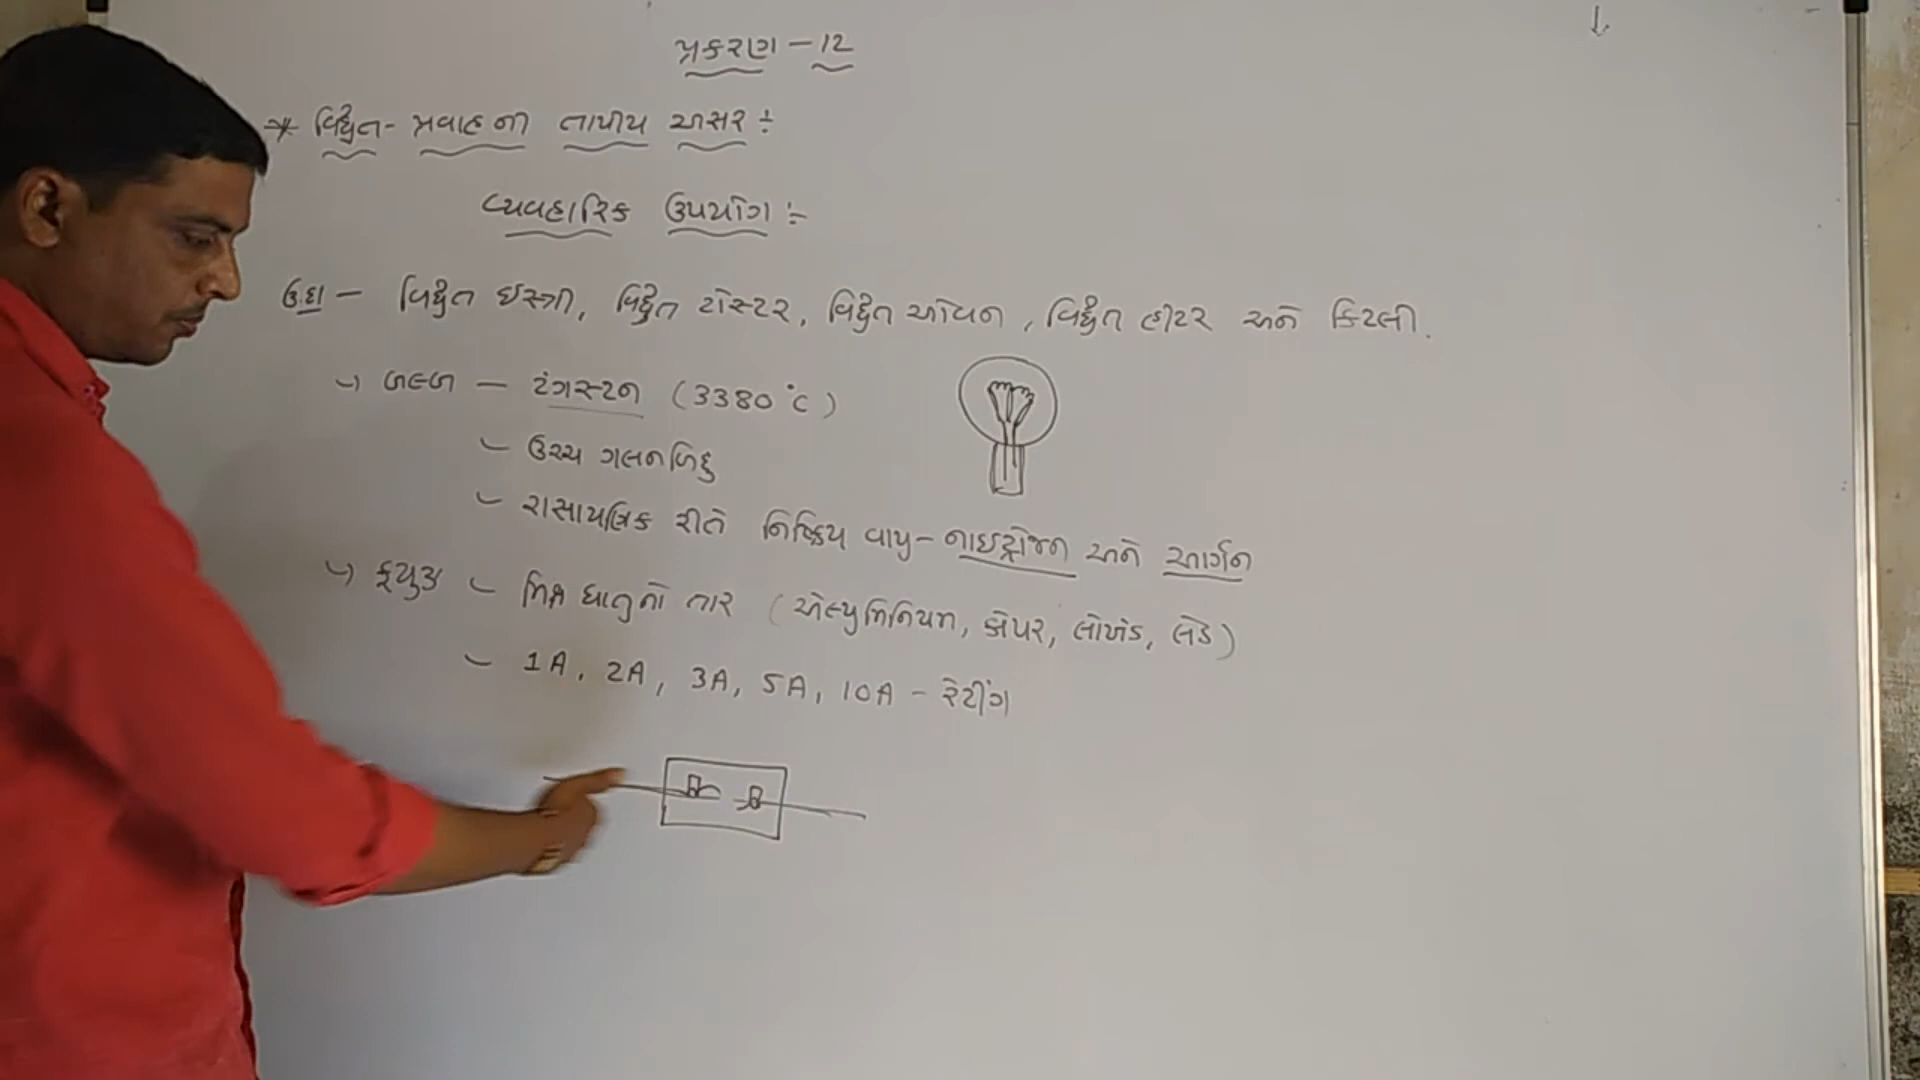 પ્રકરણ - 12
* વિદ્યુત - પ્રવાહની તાપીય અસર :-
વ્યવહારિક ઉપયોગ :-
ઉદા - વિદ્યુત ઇસ્ત્રી, વિદ્યુત ટોસ્ટર, વિદ્યુત ઓવન, વિદ્યુત હીટર અને કિટલી.
→ બલ્બ - ટંગસ્ટન (3380°C)
- ઉચ્ચ ગલનબિંદુ
- રાસાયણિક રીતે નિષ્ક્રિય વાયુ - નાઇટ્રોજન અને આર્ગન
→ ફ્યુઝ - મિશ્ર ધાતુનો તાર (એલ્યુમિનિયમ, કોપર, લોખંડ, લેડ)
- 1A, 2A, 3A, 5A, 10A - રેટીંગ